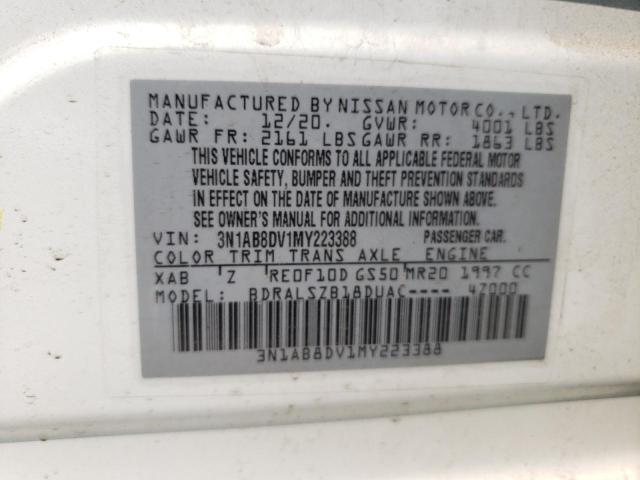 MANUFACTURED BY NISSAN MOTOR CO., LTD.
DATE: 12/20. GVWR: 4001 LBS
GAWR FR: 2161 LBS GAWR RR: 1863 LBS
THIS VEHICLE CONFORMS TO ALL APPLICABLE FEDERAL MOTOR
VEHICLE SAFETY, BUMPER AND THEFT PREVENTION STANDARDS
IN EFFECT ON THE DATE OF MANUFACTURE SHOWN ABOVE.
SEE OWNER'S MANUAL FOR ADDITIONAL INFORMATION.
VIN: 3N1AB8DV1MY223388 PASSENGER CAR.
COLOR TRIM TRANS AXLE ENGINE
XAB Z RE0F10D GS50 MR20 1997 CC
MODEL: BDRALSZB18DUAC---- 4Z000
3N1AB8DV1MY223388